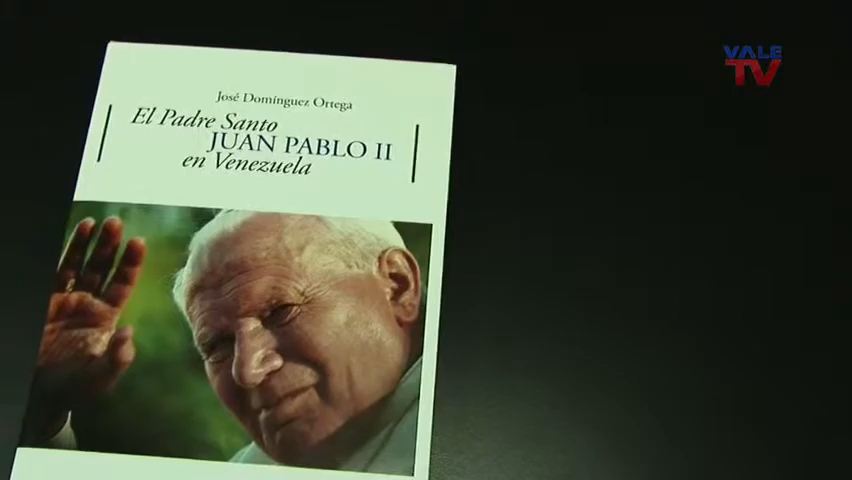 VALE
TV
José Domínguez Ortega
El Padre Santo
JUAN PABLO II
en Venezuela